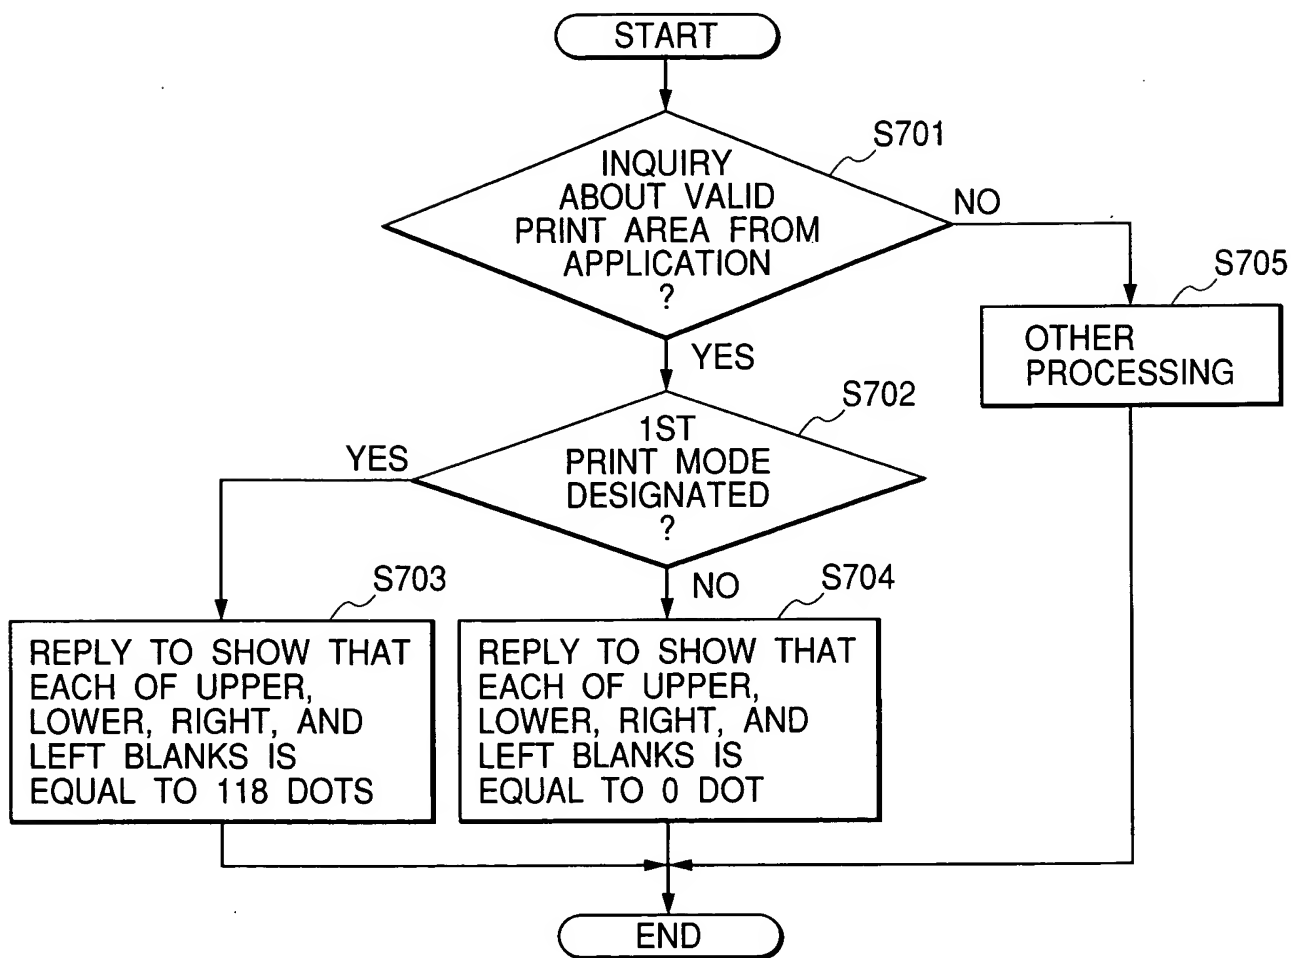 START
S701
INQUIRY
ABOUT VALID
PRINT AREA FROM
APPLICATION
?
NO
S705
OTHER
PROCESSING
YES
S702
1ST
PRINT MODE
DESIGNATED
?
YES
NO
S703
REPLY TO SHOW THAT
EACH OF UPPER,
LOWER, RIGHT, AND
LEFT BLANKS IS
EQUAL TO 118 DOTS
S704
REPLY TO SHOW THAT
EACH OF UPPER,
LOWER, RIGHT, AND
LEFT BLANKS IS
EQUAL TO 0 DOT
END